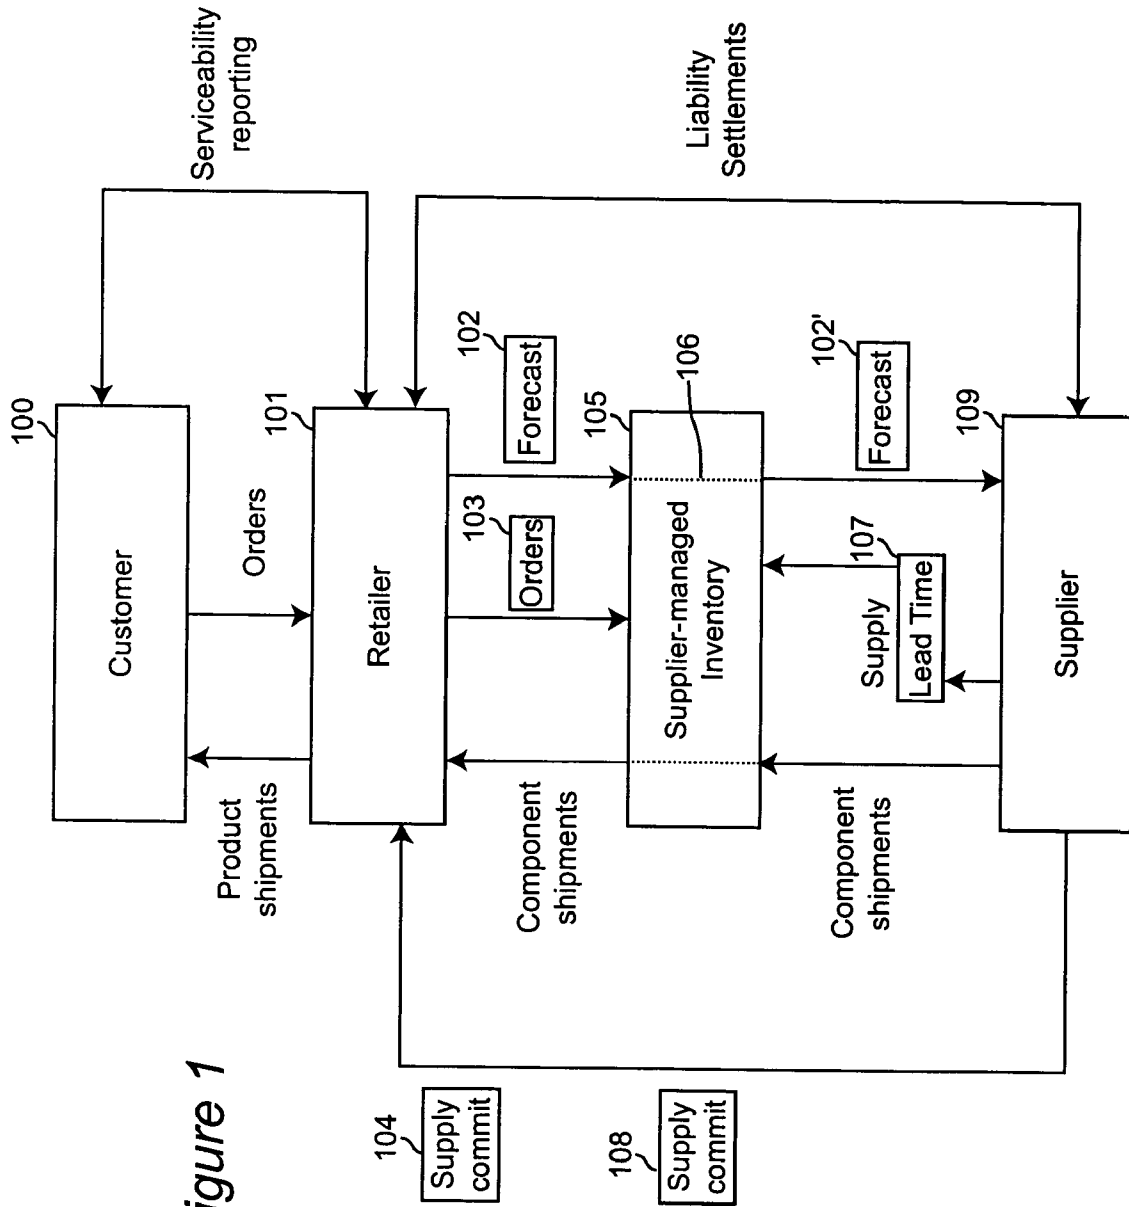 100
Customer
igure 1
Product
shipments
Orders
Serviceability
reporting
101
Retailer
104
Supply
commit
Component
shipments
103
Orders
102
Forecast
105
Supplier-managed
Inventory
106
Liability
Settlements
108
Supply
commit
Component
shipments
Supply
107
Lead Time
102'
Forecast
109
Supplier